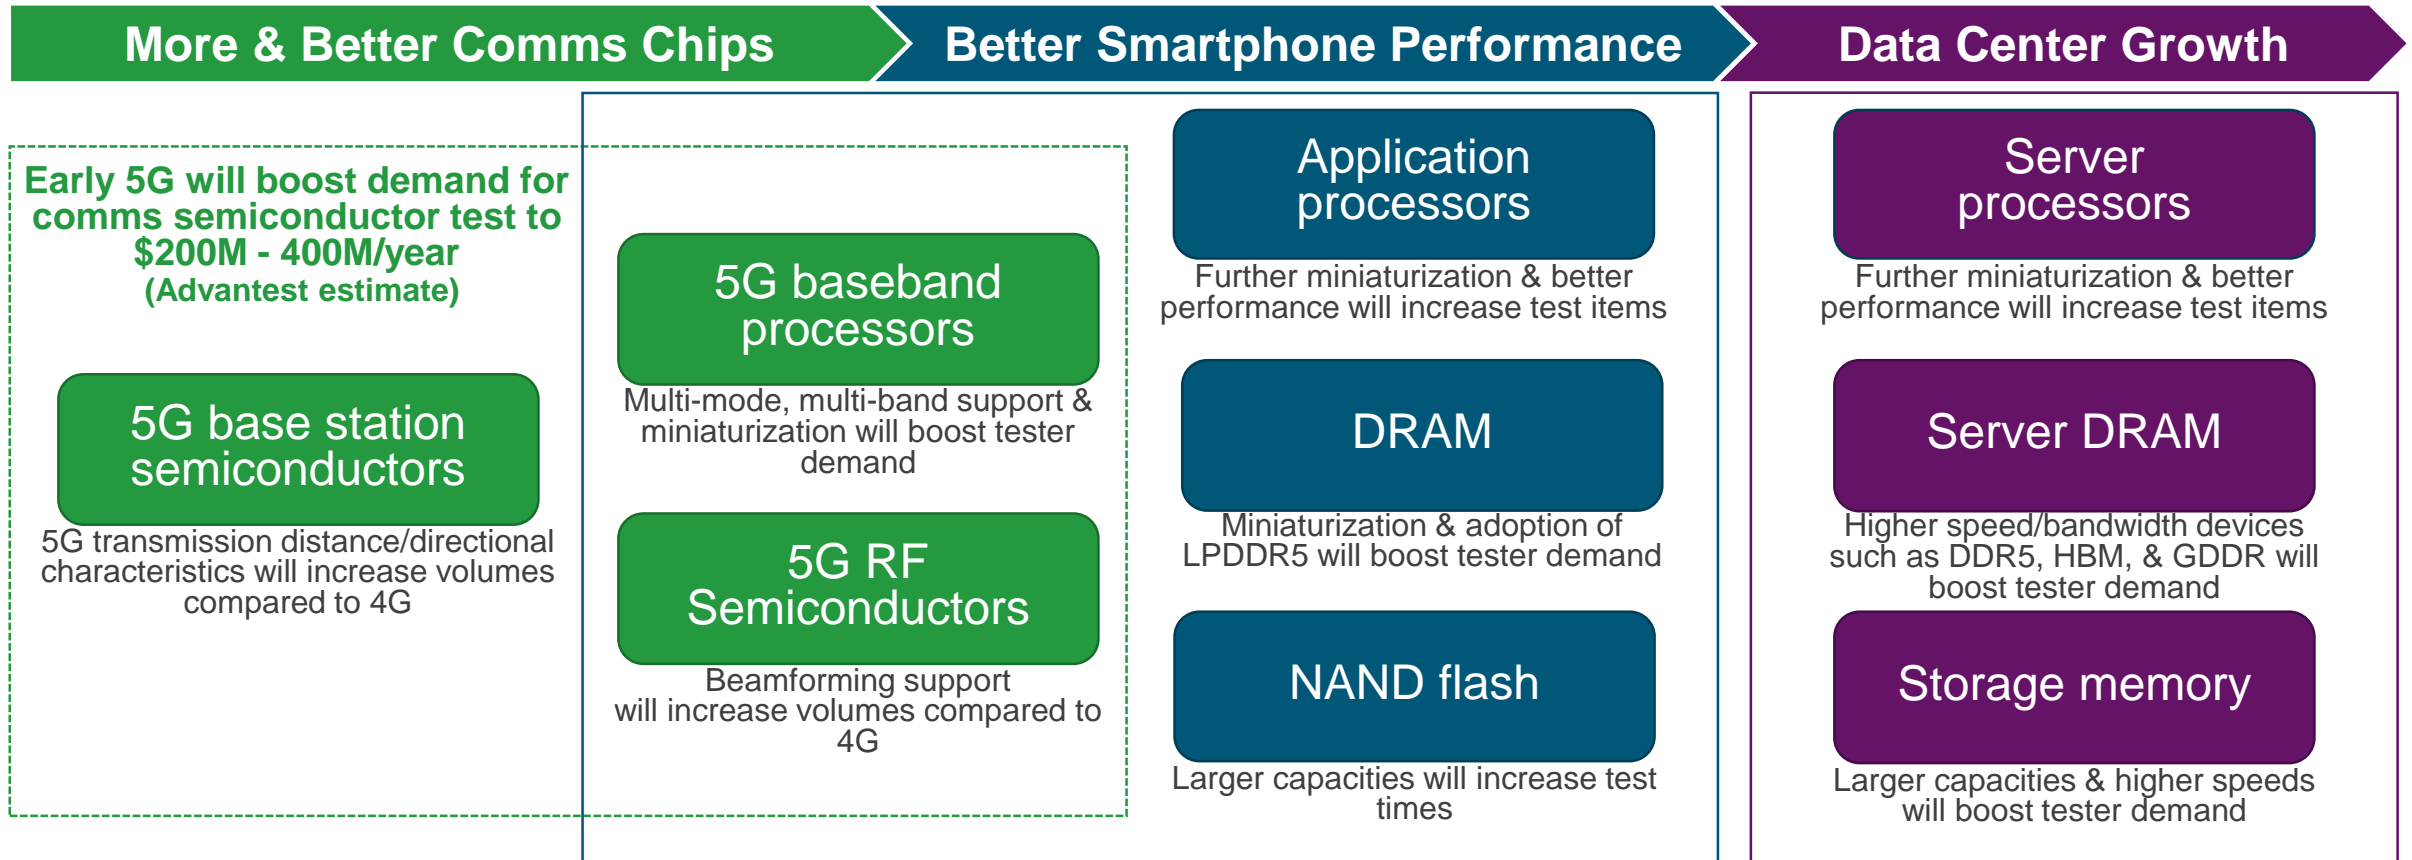 More & Better Comms Chips
Better Smartphone Performance
Data Center Growth
Early 5G will boost demand for
comms semiconductor test to
$200M - 400M/year
(Advantest estimate)
5G base station
semiconductors
5G transmission distance/directional
characteristics will increase volumes
compared to 4G
5G baseband
processors
Multi-mode, multi-band support &
miniaturization will boost tester
demand
5G RF
Semiconductors
Beamforming support
will increase volumes compared to
4G
Application
processors
Further miniaturization & better
performance will increase test items
DRAM
Miniaturization & adoption of
LPDDR5 will boost tester demand
NAND flash
Larger capacities will increase test
times
Server
processors
Further miniaturization & better
performance will increase test items
Server DRAM
Higher speed/bandwidth devices
such as DDR5, HBM, & GDDR will
boost tester demand
Storage memory
Larger capacities & higher speeds
will boost tester demand